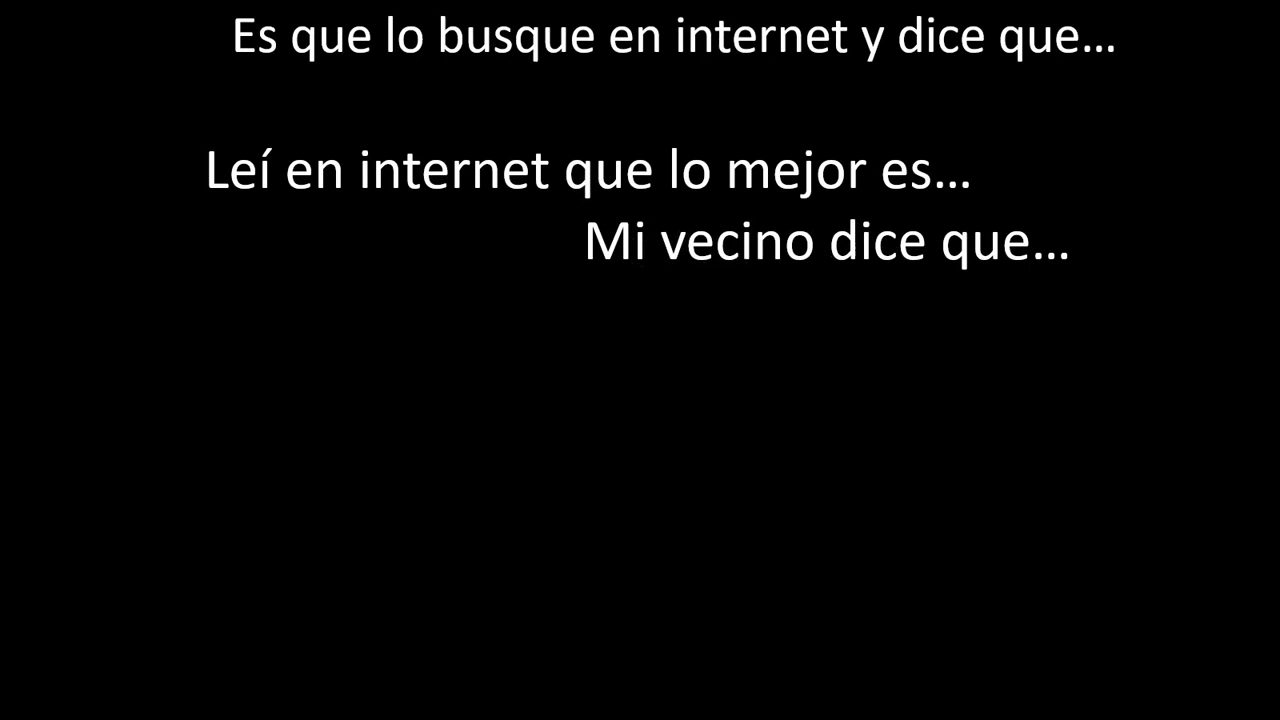 Es que lo busque en internet y dice que…
Leí en internet que lo mejor es…
Mi vecino dice que…